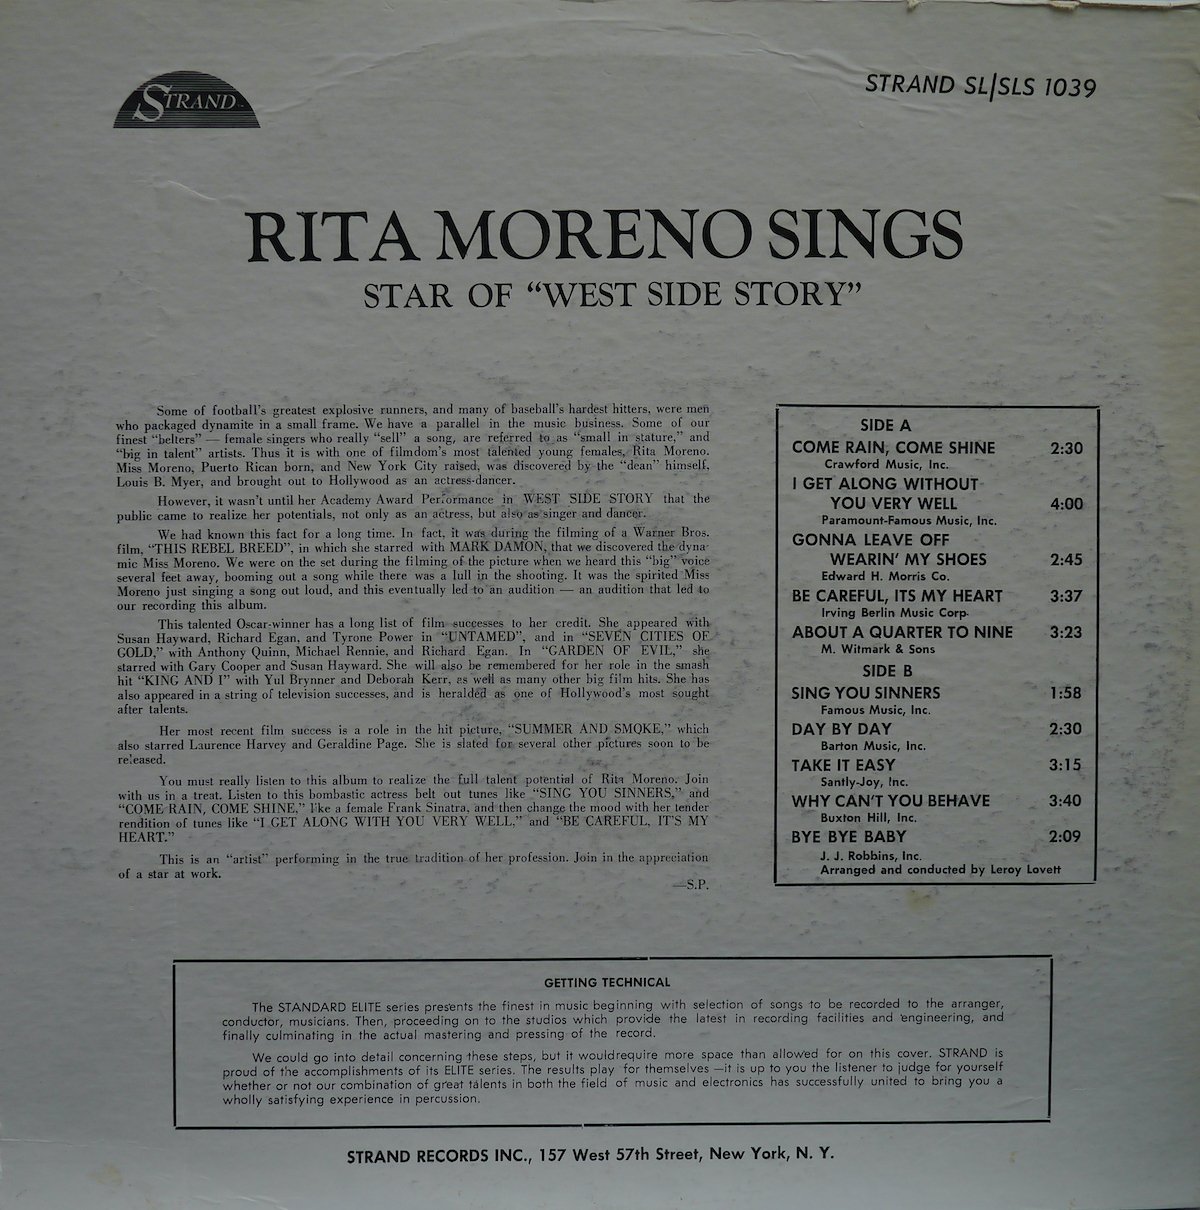 STRAND
STRAND SL/SLS 1039
RITA MORENO SINGS
STAR OF “WEST SIDE STORY”
Some of football's greatest explosive runners, and many of baseball's hardest hitters, were men
who packaged dynamite in a small frame. We have a parallel in the music business. Some of our
finest “belters” — female singers who really “sell” a song, are referred to as “small in stature,” and
“big in talent” artists. Thus it is with one of filmdom's most talented young females, Rita Moreno.
Miss Moreno, Puerto Rican born, and New York City raised, was discovered by the “dean” himself,
Louis B. Myer, and brought out to Hollywood as an actress-dancer.
However, it wasn't until her Academy Award Performance in WEST SIDE STORY that the
public came to realize her potentials, not only as an actress, but also as singer and dancer.
We had known this fact for a long time. In fact, it was during the filming of a Warner Bros.
film, “THIS REBEL BREED”, in which she starred with MARK DAMON, that we discovered the dyna-
mic Miss Moreno. We were on the set during the filming of the picture when we heard this “big” voice
several feet away, booming out a song while there was a lull in the shooting. It was the spirited Miss
Moreno just singing a song out loud, and this eventually led to an audition — an audition that led to
our recording this album.
This talented Oscar-winner has a long list of film successes to her credit. She appeared with
Susan Hayward, Richard Egan, and Tyrone Power in “UNTAMED”, and in “SEVEN CITIES OF
GOLD,” with Anthony Quinn, Michael Rennie, and Richard Egan. In “GARDEN OF EVIL,” she
starred with Gary Cooper and Susan Hayward. She will also be remembered for her role in the smash
hit “KING AND I” with Yul Brynner and Deborah Kerr, as well as many other big film hits. She has
also appeared in a string of television successes, and is heralded as one of Hollywood's most sought
after talents.
Her most recent film success is a role in the hit picture, “SUMMER AND SMOKE,” which
also starred Laurence Harvey and Geraldine Page. She is slated for several other pictures soon to be
released.
You must really listen to this album to realize the full talent potential of Rita Moreno. Join
with us in a treat. Listen to this bombastic actress belt out tunes like “SING YOU SINNERS,” and
“COME RAIN, COME SHINE,” like a female Frank Sinatra, and then change the mood with her tender
rendition of tunes like “I GET ALONG WITH YOU VERY WELL,” and “BE CAREFUL, IT'S MY
HEART.”
This is an “artist” performing in the true tradition of her profession. Join in the appreciation
of a star at work.
—S.P.
SIDE A
COME RAIN, COME SHINE 2:30
Crawford Music, Inc.
I GET ALONG WITHOUT
YOU VERY WELL 4:00
Paramount-Famous Music, Inc.
GONNA LEAVE OFF
WEARIN' MY SHOES 2:45
Edward H. Morris Co.
BE CAREFUL, ITS MY HEART 3:37
Irving Berlin Music Corp.
ABOUT A QUARTER TO NINE 3:23
M. Witmark & Sons
SIDE B
SING YOU SINNERS 1:58
Famous Music, Inc.
DAY BY DAY 2:30
Barton Music, Inc.
TAKE IT EASY 3:15
Santly-Joy, Inc.
WHY CAN'T YOU BEHAVE 3:40
Buxton Hill, Inc.
BYE BYE BABY 2:09
J. J. Robbins, Inc.
Arranged and conducted by Leroy Lovett
GETTING TECHNICAL
The STANDARD ELITE series presents the finest in music beginning with selection of songs to be recorded to the arranger,
conductor, musicians. Then, proceeding on to the studios which provide the latest in recording facilities and engineering, and
finally culminating in the actual mastering and pressing of the record.
We could go into detail concerning these steps, but it wouldrequire more space than allowed for on this cover. STRAND is
proud of the accomplishments of its ELITE series. The results play for themselves —it is up to you the listener to judge for yourself
whether or not our combination of great talents in both the field of music and electronics has successfully united to bring you a
wholly satisfying experience in percussion.
STRAND RECORDS INC., 157 West 57th Street, New York, N. Y.